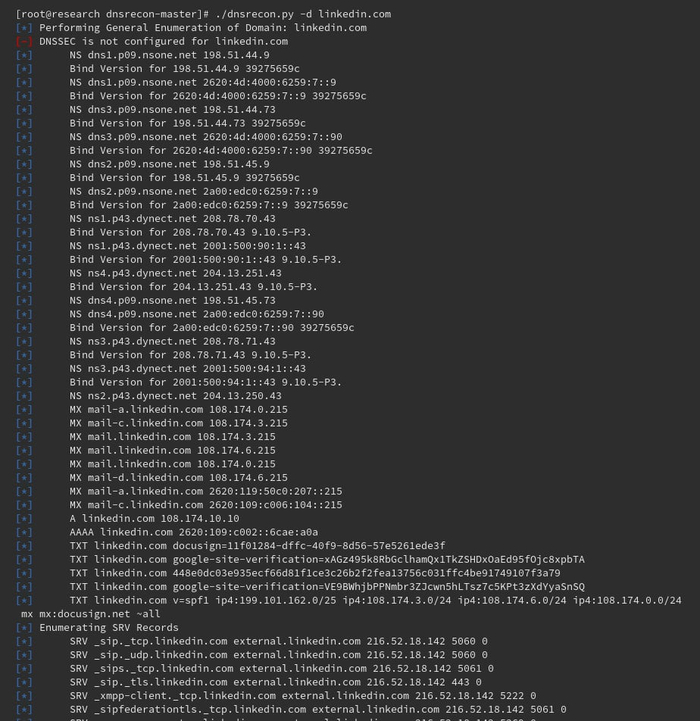 [root@research dnsrecon-master]# ./dnsrecon.py -d linkedin.com
[*] Performing General Enumeration of Domain: linkedin.com
[-] DNSSEC is not configured for linkedin.com
[*] NS dns1.p09.nsone.net 198.51.44.9
[*] Bind Version for 198.51.44.9 39275659c
[*] NS dns1.p09.nsone.net 2620:4d:4000:6259:7::9
[*] Bind Version for 2620:4d:4000:6259:7::9 39275659c
[*] NS dns3.p09.nsone.net 198.51.44.73
[*] Bind Version for 198.51.44.73 39275659c
[*] NS dns3.p09.nsone.net 2620:4d:4000:6259:7::90
[*] Bind Version for 2620:4d:4000:6259:7::90 39275659c
[*] NS dns2.p09.nsone.net 198.51.45.9
[*] Bind Version for 198.51.45.9 39275659c
[*] NS dns2.p09.nsone.net 2a00:edc0:6259:7::9
[*] Bind Version for 2a00:edc0:6259:7::9 39275659c
[*] NS ns1.p43.dynect.net 208.78.70.43
[*] Bind Version for 208.78.70.43 9.10.5-P3.
[*] NS ns1.p43.dynect.net 2001:500:90:1::43
[*] Bind Version for 2001:500:90:1::43 9.10.5-P3.
[*] NS ns4.p43.dynect.net 204.13.251.43
[*] Bind Version for 204.13.251.43 9.10.5-P3.
[*] NS dns4.p09.nsone.net 198.51.45.73
[*] NS dns4.p09.nsone.net 2a00:edc0:6259:7::90
[*] Bind Version for 2a00:edc0:6259:7::90 39275659c
[*] NS ns3.p43.dynect.net 208.78.71.43
[*] Bind Version for 208.78.71.43 9.10.5-P3.
[*] NS ns3.p43.dynect.net 2001:500:94:1::43
[*] Bind Version for 2001:500:94:1::43 9.10.5-P3.
[*] NS ns2.p43.dynect.net 204.13.250.43
[*] MX mail-a.linkedin.com 108.174.0.215
[*] MX mail-c.linkedin.com 108.174.3.215
[*] MX mail.linkedin.com 108.174.3.215
[*] MX mail.linkedin.com 108.174.6.215
[*] MX mail.linkedin.com 108.174.0.215
[*] MX mail-d.linkedin.com 108.174.6.215
[*] MX mail-a.linkedin.com 2620:119:50c0:207::215
[*] MX mail-c.linkedin.com 2620:109:c006:104::215
[*] A linkedin.com 108.174.10.10
[*] AAAA linkedin.com 2620:109:c002::6cae:a0a
[*] TXT linkedin.com docusign=11f01284-dffc-40f9-8d56-57e5261ede3f
[*] TXT linkedin.com google-site-verification=xAGz456k8RbGclhamQx1TkZSHDxOaEd95fOjc8xpbTA
[*] TXT linkedin.com 448e0dc03e935ecf66d81f1ce3c26b2f2fea13756c031ffc4be91749107f3a79
[*] TXT linkedin.com google-site-verification=VE9BWhjbPPNmbr3ZJcwn5hLTsz7c5KPt3zXdYyaSnSQ
[*] TXT linkedin.com v=spf1 ip4:199.101.162.0/25 ip4:108.174.3.0/24 ip4:108.174.6.0/24 ip4:108.174.0.0/24
mx mx:docusign.net ~all
[*] Enumerating SRV Records
[*] SRV _sip._tcp.linkedin.com external.linkedin.com 216.52.18.142 5060 0
[*] SRV _sip._udp.linkedin.com external.linkedin.com 216.52.18.142 5060 0
[*] SRV _sips._tcp.linkedin.com external.linkedin.com 216.52.18.142 5061 0
[*] SRV _sip._tls.linkedin.com external.linkedin.com 216.52.18.142 443 0
[*] SRV _xmpp-client._tcp.linkedin.com external.linkedin.com 216.52.18.142 5222 0
[*] SRV _sipfederationtls._tcp.linkedin.com external.linkedin.com 216.52.18.142 5061 0